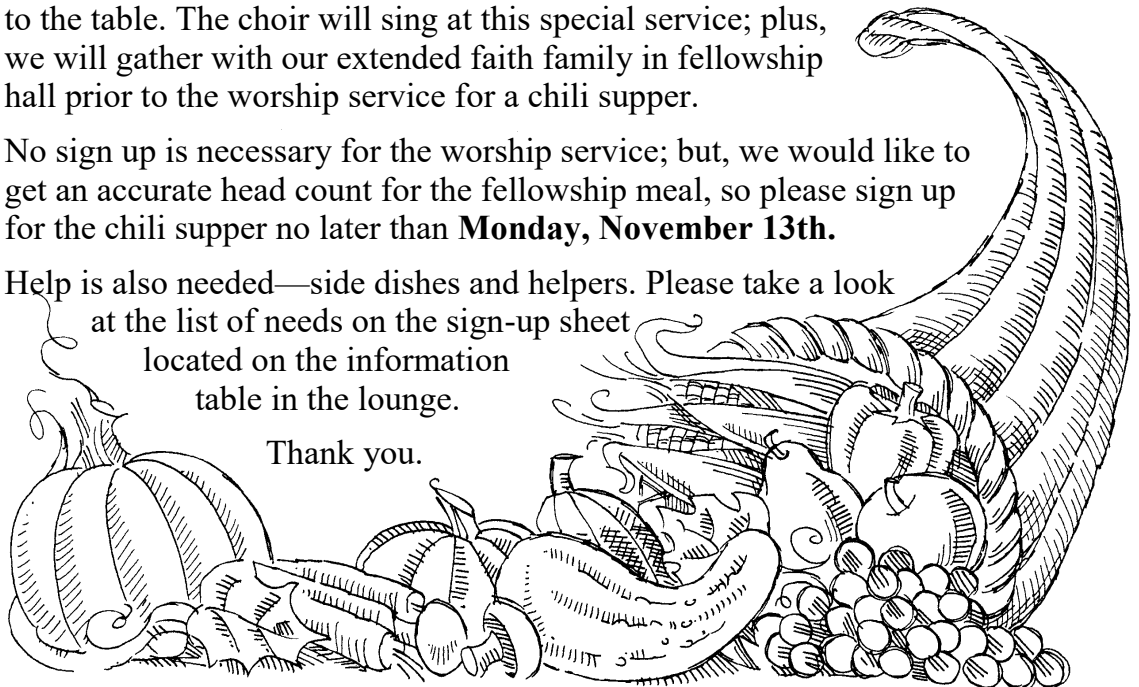 to the table. The choir will sing at this special service; plus,
we will gather with our extended faith family in fellowship
hall prior to the worship service for a chili supper.
No sign up is necessary for the worship service; but, we would like to
get an accurate head count for the fellowship meal, so please sign up
for the chili supper no later than Monday, November 13th.
Help is also needed—side dishes and helpers. Please take a look
at the list of needs on the sign-up sheet
located on the information
table in the lounge.
Thank you.